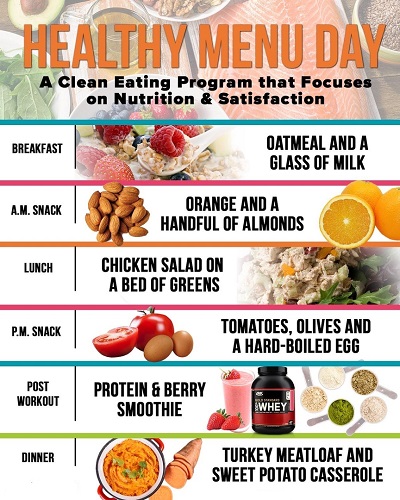 HEALTHY MENU DAY
A Clean Eating Program that Focuses
on Nutrition & Satisfaction
BREAKFAST
OATMEAL AND A
GLASS OF MILK
A.M. SNACK
ORANGE AND A
HANDFUL OF ALMONDS
LUNCH
CHICKEN SALAD ON
A BED OF GREENS
P.M. SNACK
TOMATOES, OLIVES AND
A HARD-BOILED EGG
POST
WORKOUT
PROTEIN & BERRY
SMOOTHIE
GOLD STANDARD
WHEY
DINNER
TURKEY MEATLOAF AND
SWEET POTATO CASSEROLE